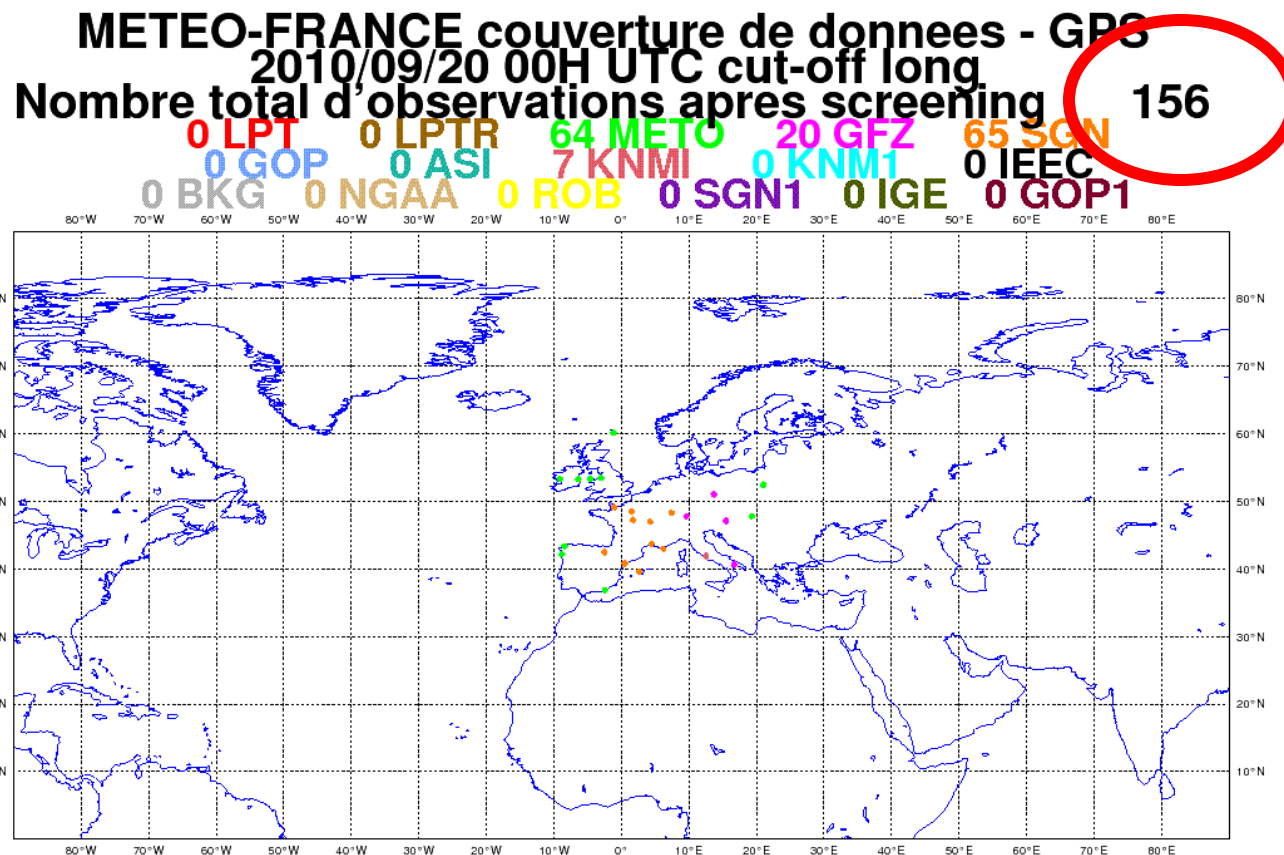 METEO-FRANCE couverture de donnees - GPS
2010/09/20 00H UTC cut-off long
Nombre total d'observations apres screening 156
0 LPT 0 LPTR 64 METO 20 GFZ 65 SGN
0 GOP 0 ASI 7 KNMI 0 KNM1 0 IEEC
0 BKG 0 NGAA 0 ROB 0 SGN1 0 IGE 0 GOP1
80°W 70°W 60°W 50°W 40°W 30°W 20°W 10°W 0° 10°E 20°E 30°E 40°E 50°E 60°E 70°E 80°E
N 80°N
N 70°N
N 60°N
N 50°N
N 40°N
N 30°N
N 20°N
N 10°N
80°W 70°W 60°W 50°W 40°W 30°W 20°W 10°W 0° 10°E 20°E 30°E 40°E 50°E 60°E 70°E 80°E